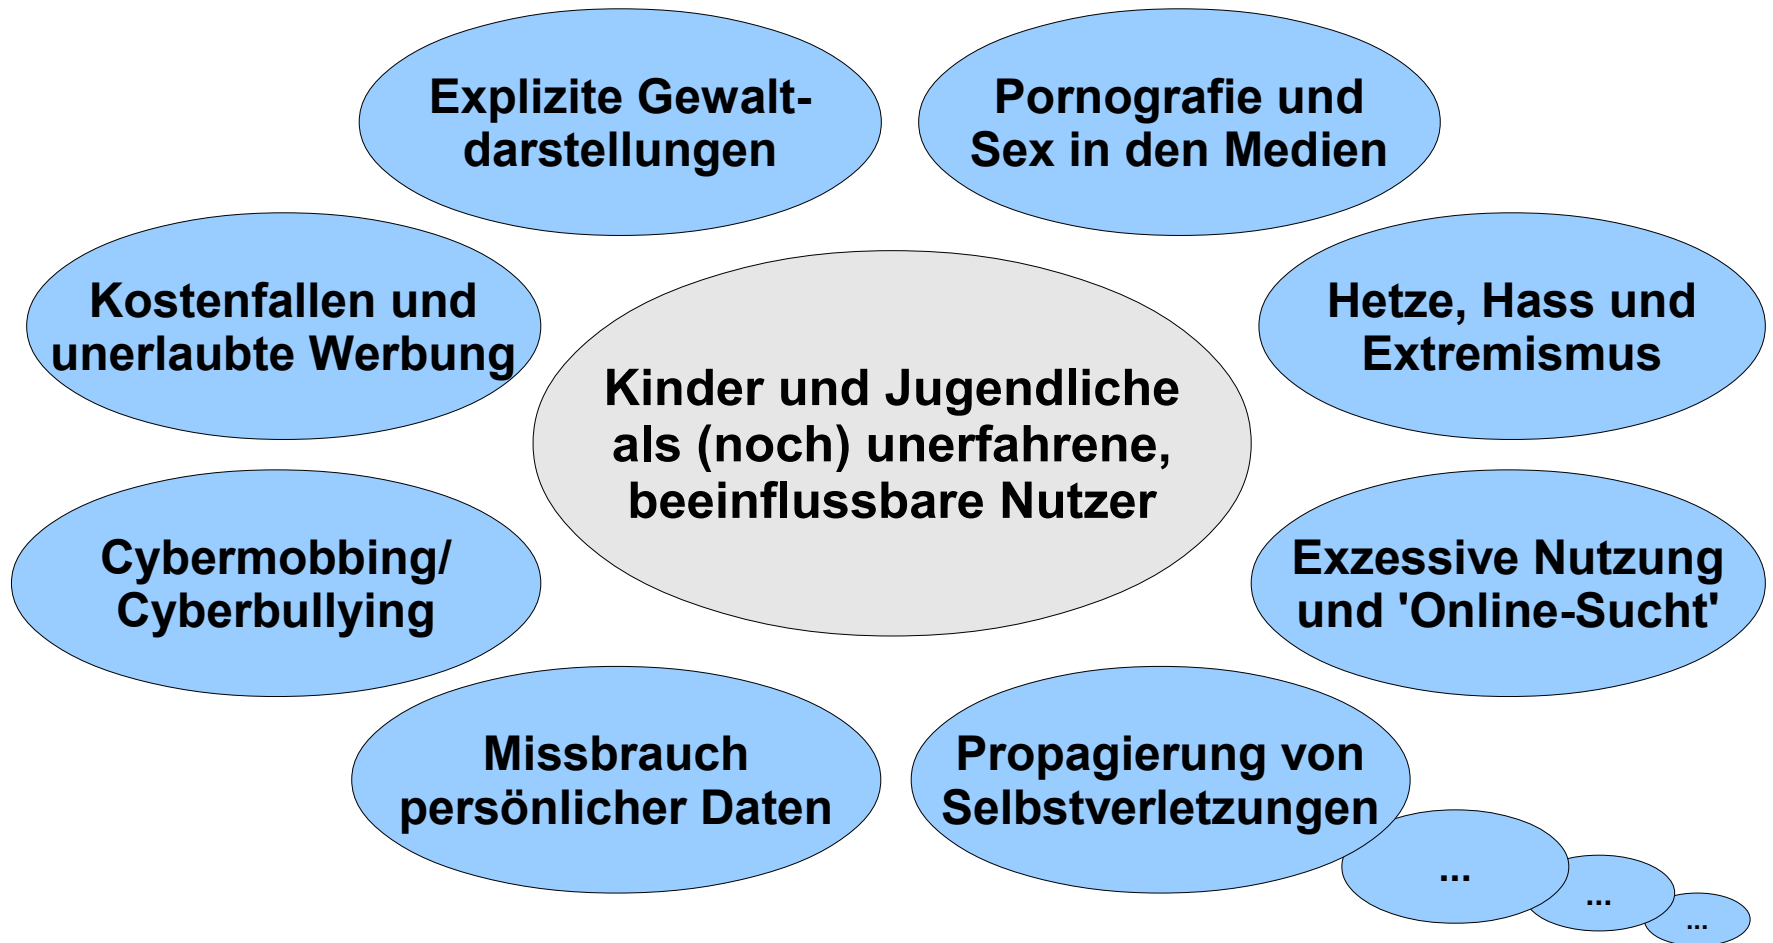 Explizite Gewalt-
darstellungen
Pornografie und
Sex in den Medien
Kostenfallen und
unerlaubte Werbung
Hetze, Hass und
Extremismus
Kinder und Jugendliche
als (noch) unerfahrene,
beeinflussbare Nutzer
Cybermobbing/
Cyberbullying
Exzessive Nutzung
und 'Online-Sucht'
Missbrauch
persönlicher Daten
Propagierung von
Selbstverletzungen
...
...
...